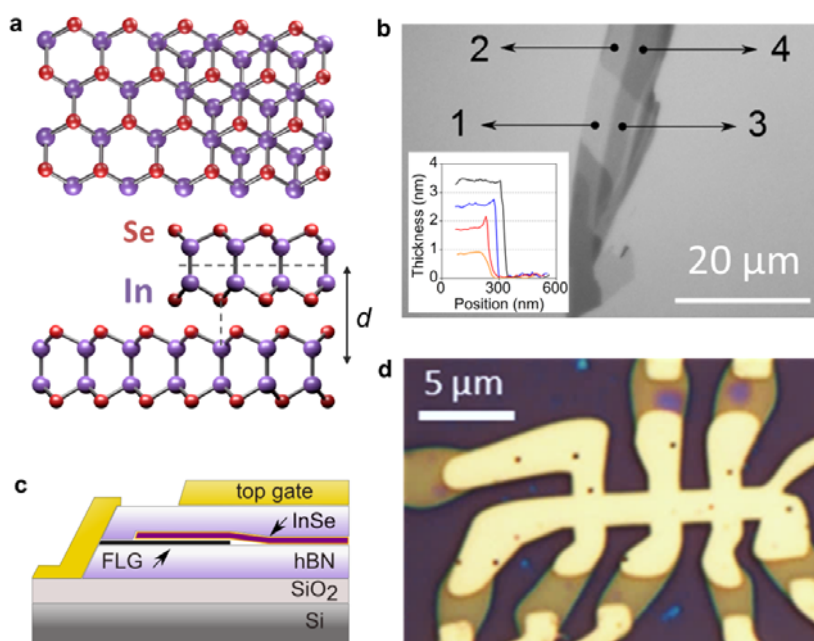 a
Se
In
d
b
2
4
1
3
4
3
2
1
0
Thickness (nm)
0
300
600
Position (nm)
20 μm
c
top gate
InSe
FLG
hBN
SiO2
Si
d
5 μm